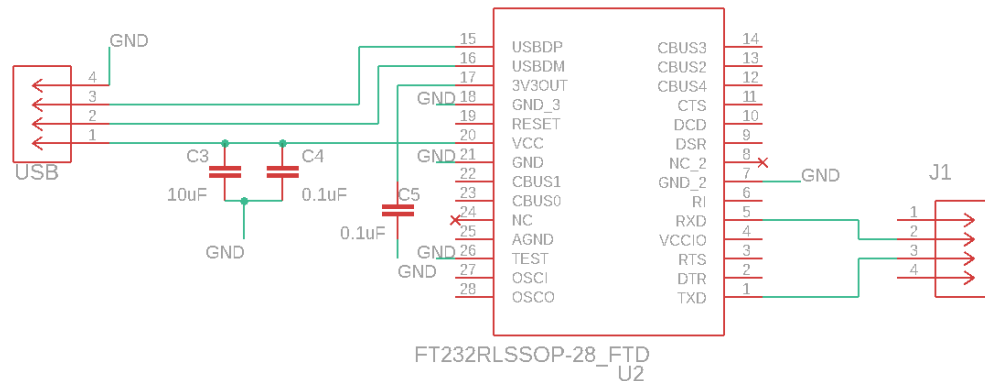 GND
4
3
2
1
USB
C3
10uF
C4
0.1uF
GND
C5
0.1uF
GND
15 USBDP CBUS3 14
16 USBDM CBUS2 13
17 3V3OUT CBUS4 12
GND 18 GND_3 CTS 11
19 RESET DCD 10
20 VCC DSR 9
GND 21 GND NC_2 8
22 CBUS1 GND_2 7 GND
23 CBUS0 RI 6
24 NC RXD 5
25 AGND VCCIO 4
GND 26 TEST RTS 3
27 OSCI DTR 2
28 OSCO TXD 1
FT232RLSSOP-28_FTD
U2
J1
1
2
3
4